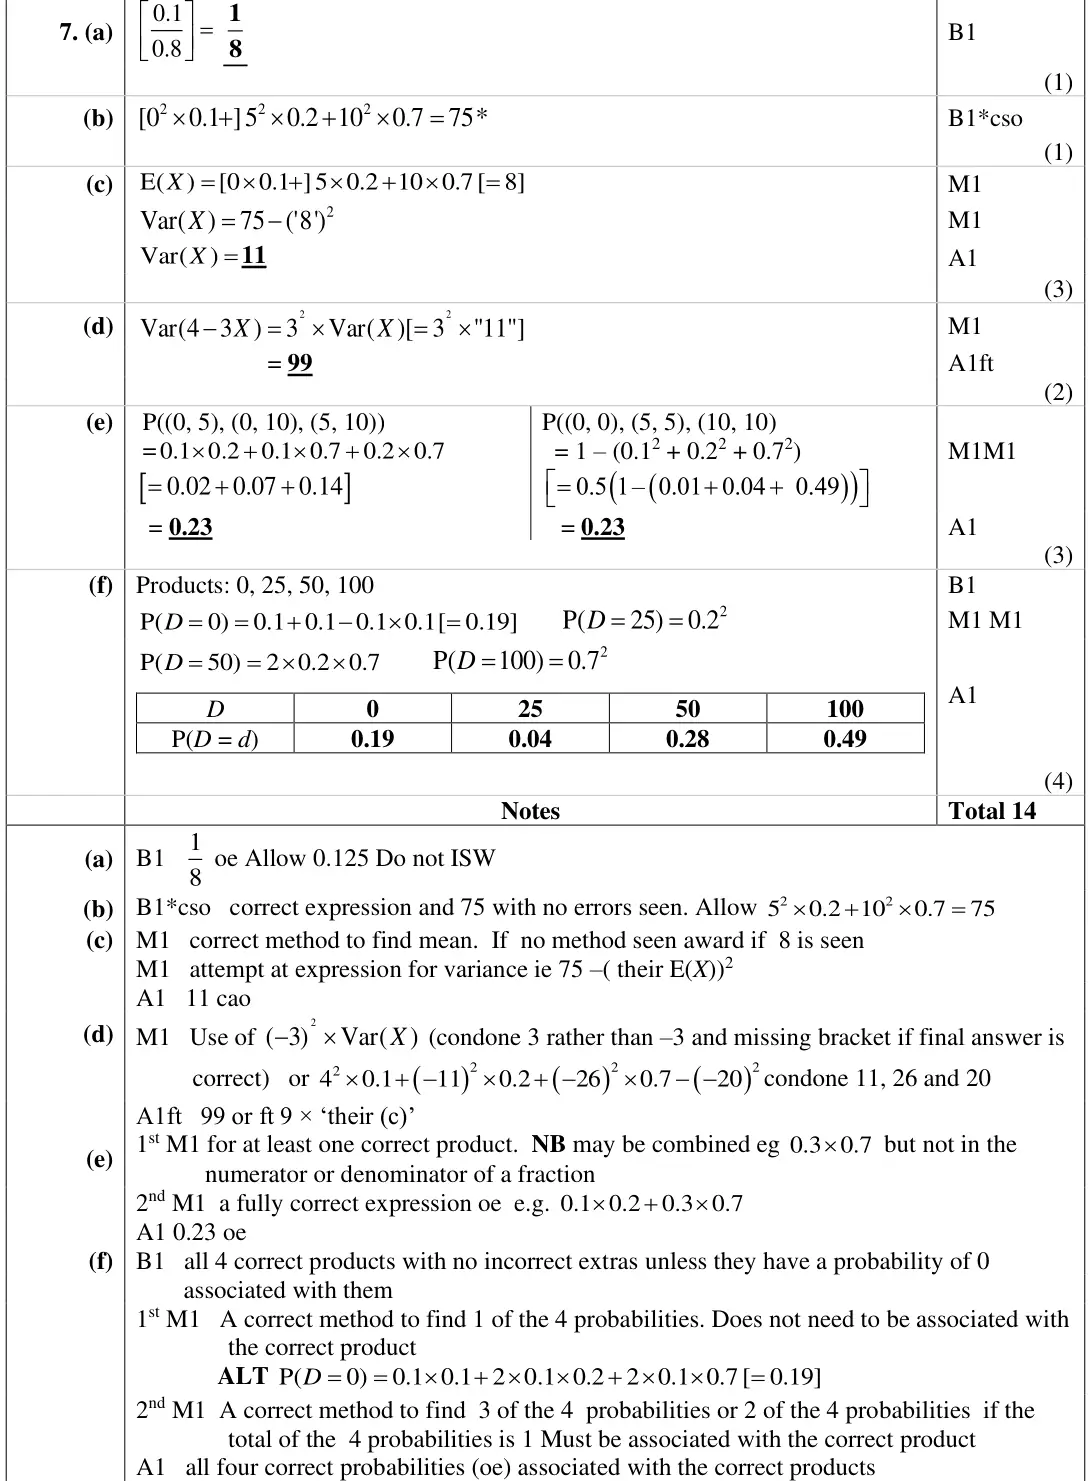 7. (a) [0.1/0.8] = 1/8 B1
(1)
(b) [0² × 0.1+] 5² × 0.2 + 10² × 0.7 = 75* B1*cso
(1)
(c) E(X) = [0 × 0.1+] 5 × 0.2 + 10 × 0.7 [= 8] M1
Var(X) = 75 − ('8')² M1
Var(X) = 11 A1
(3)
(d) Var(4 − 3X) = 3² × Var(X)[= 3² × "11"] M1
= 99 A1ft
(2)
(e) P((0, 5), (0, 10), (5, 10)) P((0, 0), (5, 5), (10, 10)
= 0.1 × 0.2 + 0.1 × 0.7 + 0.2 × 0.7 = 1 – (0.1² + 0.2² + 0.7²) M1M1
[= 0.02 + 0.07 + 0.14] [= 0.5(1 − (0.01 + 0.04 + 0.49))]
= 0.23 = 0.23 A1
(3)
(f) Products: 0, 25, 50, 100 B1
P(D = 0) = 0.1 + 0.1 − 0.1 × 0.1 [= 0.19] P(D = 25) = 0.2² M1 M1
P(D = 50) = 2 × 0.2 × 0.7 P(D = 100) = 0.7²
A1
D 0 25 50 100
P(D = d) 0.19 0.04 0.28 0.49
(4)
Notes Total 14
(a) B1 1/8 oe Allow 0.125 Do not ISW
(b) B1*cso correct expression and 75 with no errors seen. Allow 5² × 0.2 + 10² × 0.7 = 75
(c) M1 correct method to find mean. If no method seen award if 8 is seen
M1 attempt at expression for variance ie 75 –( their E(X))²
A1 11 cao
(d) M1 Use of (−3)² × Var(X) (condone 3 rather than –3 and missing bracket if final answer is
correct) or 4² × 0.1 + (−11)² × 0.2 + (−26)² × 0.7 − (−20)² condone 11, 26 and 20
A1ft 99 or ft 9 × ‘their (c)’
(e) 1st M1 for at least one correct product. NB may be combined eg 0.3 × 0.7 but not in the
numerator or denominator of a fraction
2nd M1 a fully correct expression oe e.g. 0.1 × 0.2 + 0.3 × 0.7
A1 0.23 oe
(f) B1 all 4 correct products with no incorrect extras unless they have a probability of 0
associated with them
1st M1 A correct method to find 1 of the 4 probabilities. Does not need to be associated with
the correct product
ALT P(D = 0) = 0.1 × 0.1 + 2 × 0.1 × 0.2 + 2 × 0.1 × 0.7 [= 0.19]
2nd M1 A correct method to find 3 of the 4 probabilities or 2 of the 4 probabilities if the
total of the 4 probabilities is 1 Must be associated with the correct product
A1 all four correct probabilities (oe) associated with the correct products